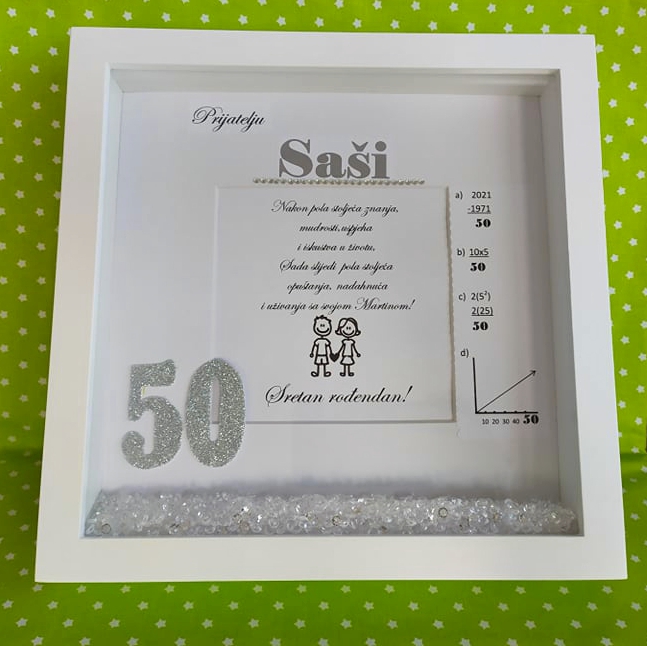 Prijatelju
Saši
Nakon pola stoljeća znanja,
mudrosti,uspjeha
i iskustva u životu,
Sada slijedi pola stoljeća
opuštanja, nadahnuća
i uživanja sa svojom Martinom!
Sretan rođendan!
50
a) 2021
-1971
50
b) 10x5
50
c) 2(5²)
2(25)
50
d)
10 20 30 40 50